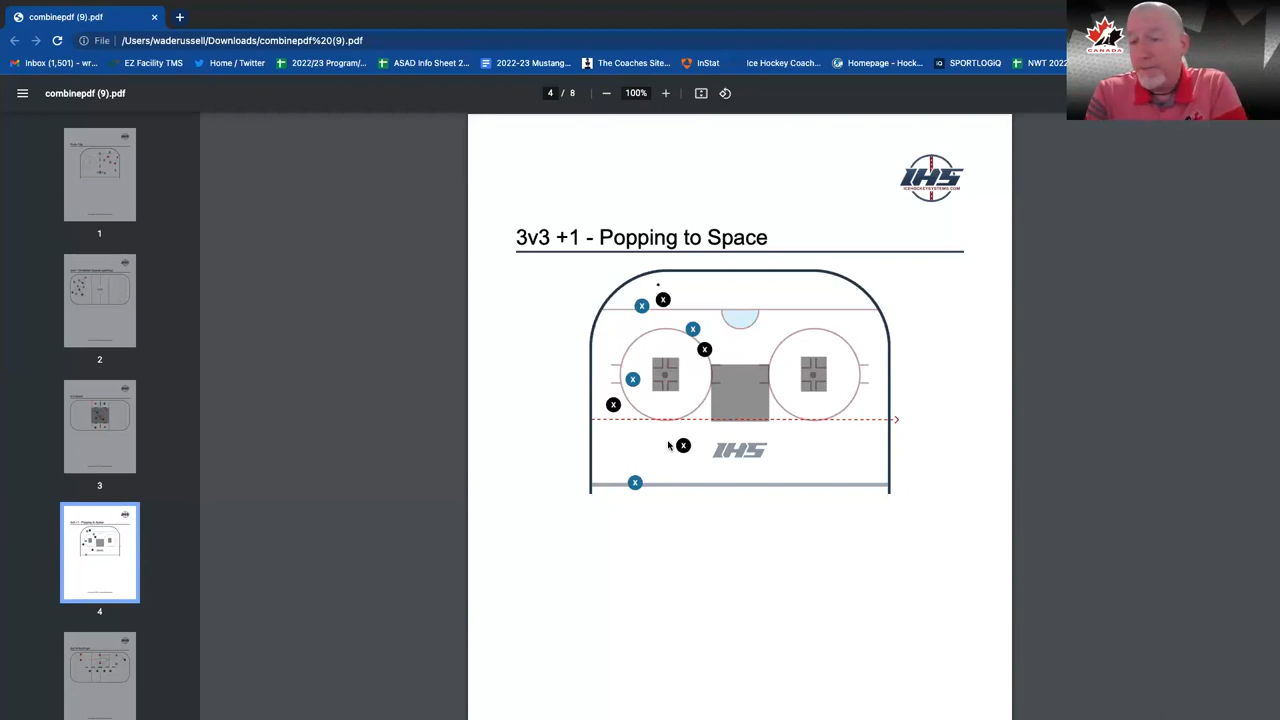 combinepdf (9).pdf
File /Users/waderussell/Downloads/combinepdf%20(9).pdf
Inbox (1,501) – wr... EZ Facility TMS Home / Twitter 2022/23 Program/... ASAD Info Sheet 2... 2022-23 Mustang... The Coaches Site... InStat Ice Hockey Coach... Homepage - Hock... SPORTLOGiQ NWT 2022
CANADA
combinepdf (9).pdf
4 / 8
100%
IHS
ICEHOCKEYSYSTEMS.COM
3v3 +1 - Popping to Space
X X
X
X
X
X
X
IHS
X
1
2
3
4